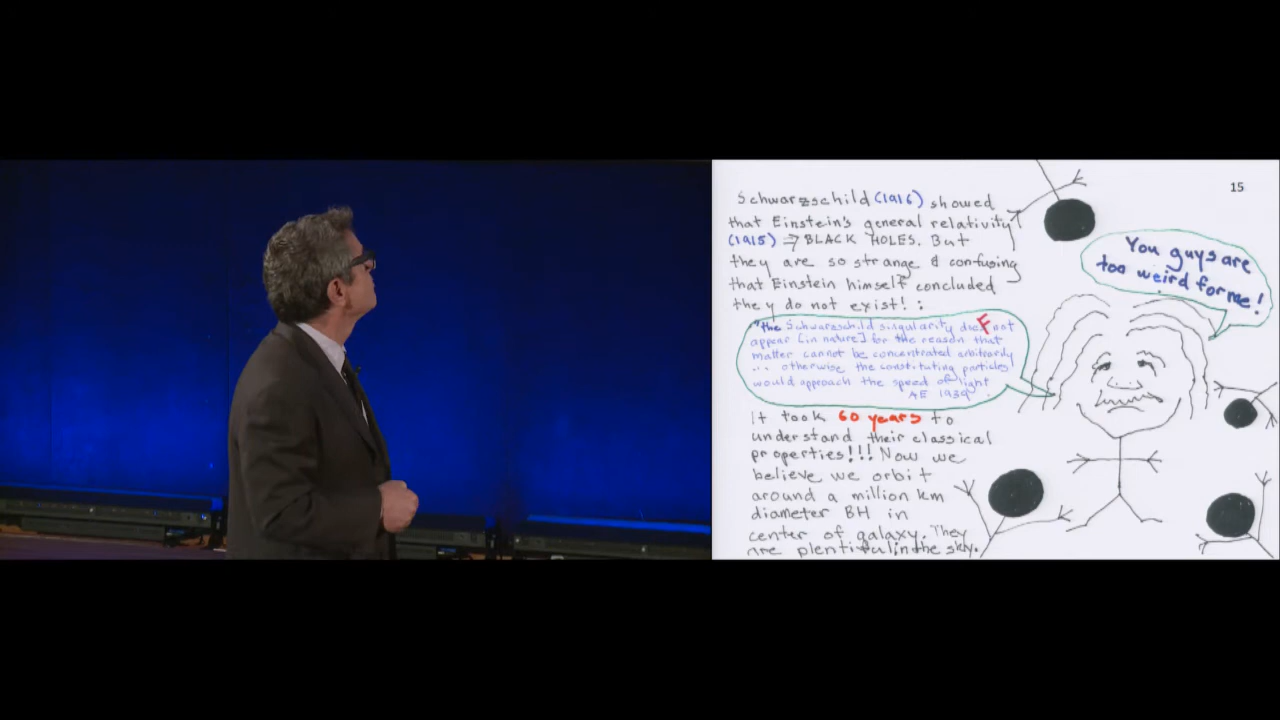 15
Schwarzschild (1916) showed
that Einstein's general relativity
(1915) ⇒ BLACK HOLES. But
they are so strange & confusing
that Einstein himself concluded
they do not exist! :
"the Schwarzschild singularity does not
F
appear [in nature] for the reason that
matter cannot be concentrated arbitrarily
... otherwise the constituting particles
would approach the speed of light
AE 1939
It took 60 years to
understand their classical
properties!!! Now we
believe we orbit
around a million km
diameter BH in
center of galaxy. They
are plentiful in the sky.
You guys are
too weird for me!